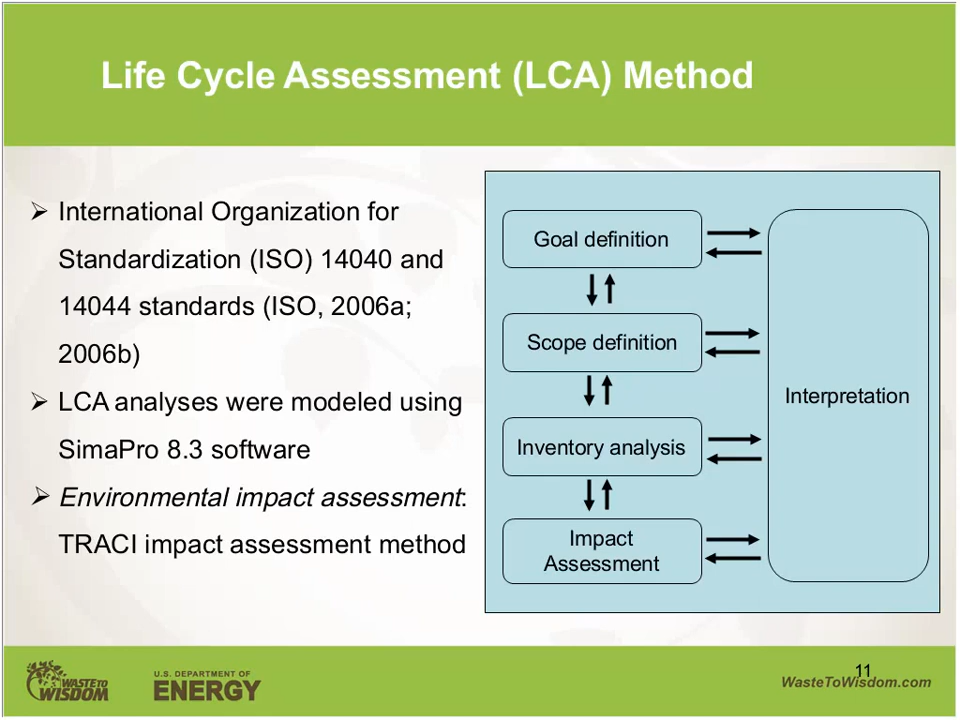 Life Cycle Assessment (LCA) Method
➢ International Organization for
Standardization (ISO) 14040 and
14044 standards (ISO, 2006a;
2006b)
➢ LCA analyses were modeled using
SimaPro 8.3 software
➢ Environmental impact assessment:
TRACI impact assessment method
Goal definition
Scope definition
Inventory analysis
Impact
Assessment
Interpretation
WASTE TO
WISDOM
U.S. DEPARTMENT OF
ENERGY
11
WasteToWisdom.com